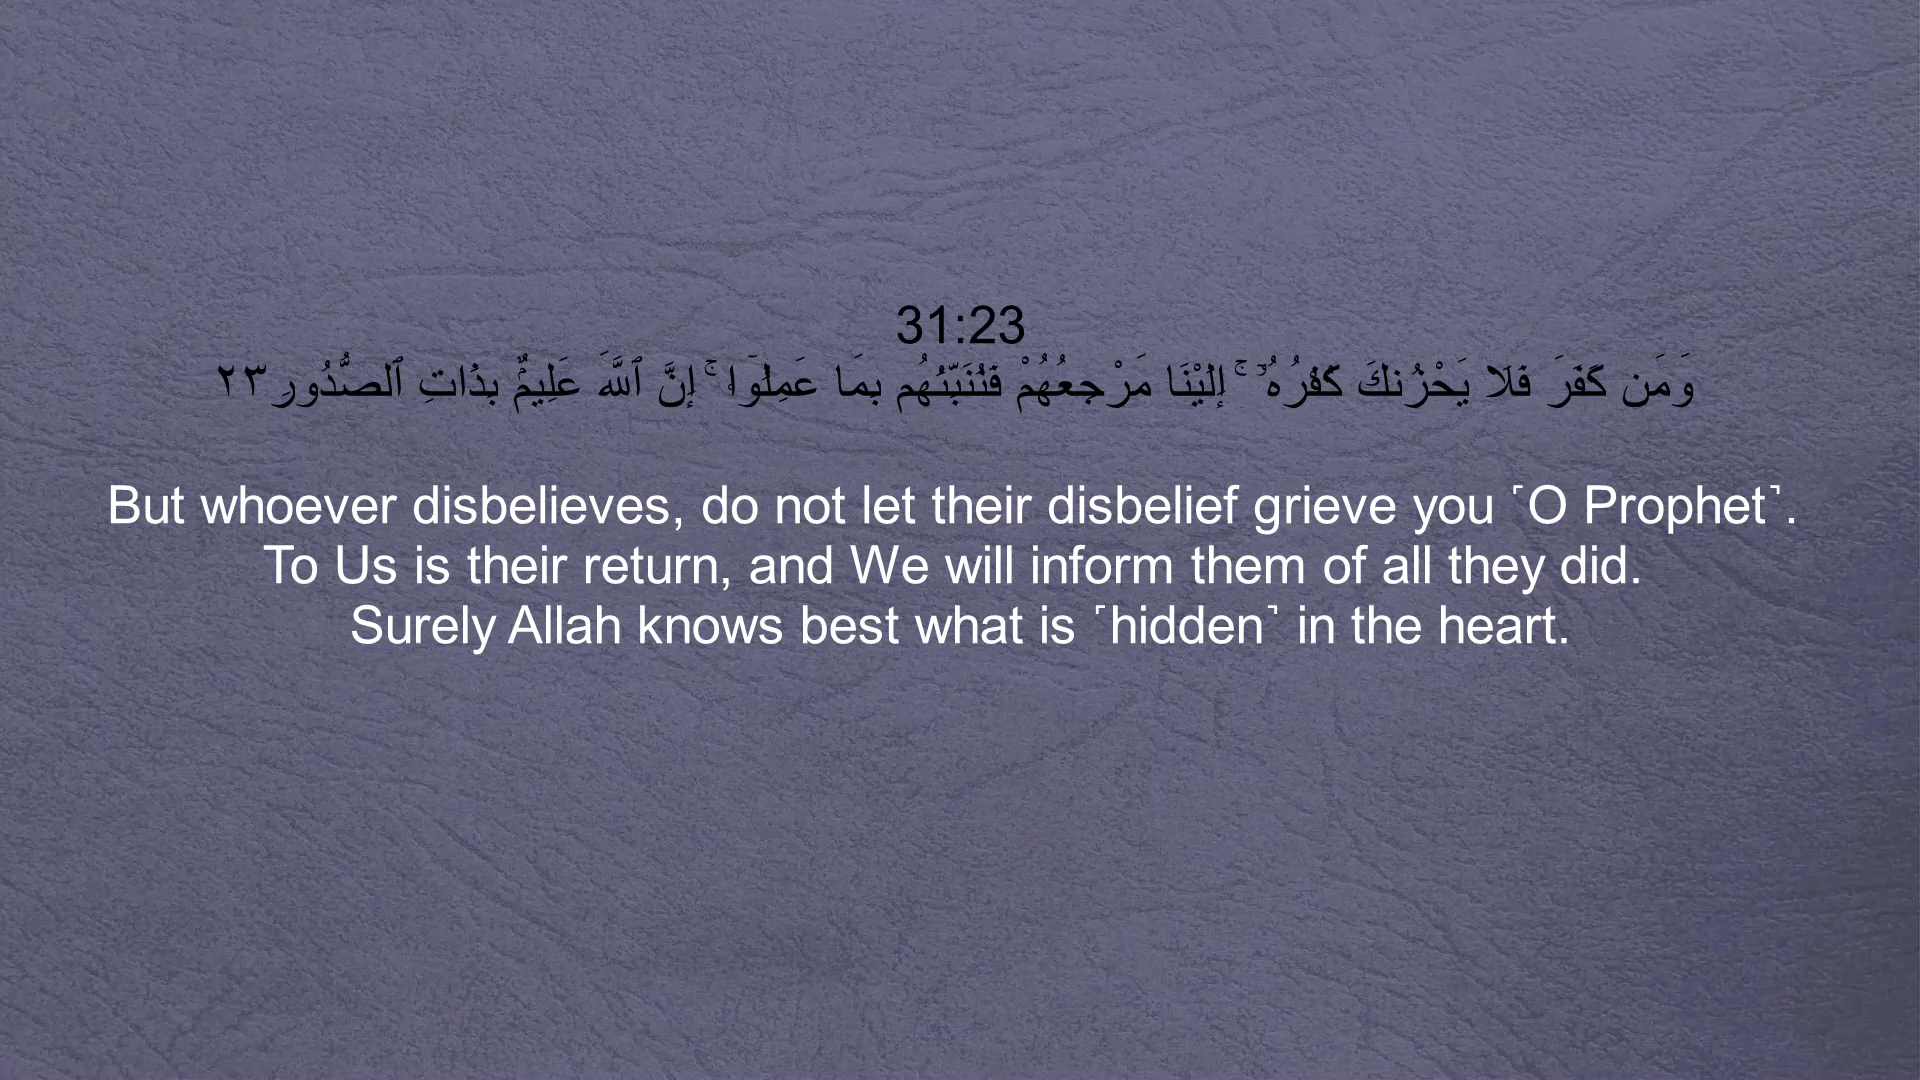 31:23
وَمَن كَفَرَ فَلَا يَحْزُنكَ كُفْرُهُۥٓ ۚ إِلَيْنَا مَرْجِعُهُمْ فَنُنَبِّئُهُم بِمَا عَمِلُوٓا۟ ۚ إِنَّ ٱللَّهَ عَلِيمٌۢ بِذَاتِ ٱلصُّدُورِ ٢٣
But whoever disbelieves, do not let their disbelief grieve you ˹O Prophet˺.
To Us is their return, and We will inform them of all they did.
Surely Allah knows best what is ˹hidden˺ in the heart.